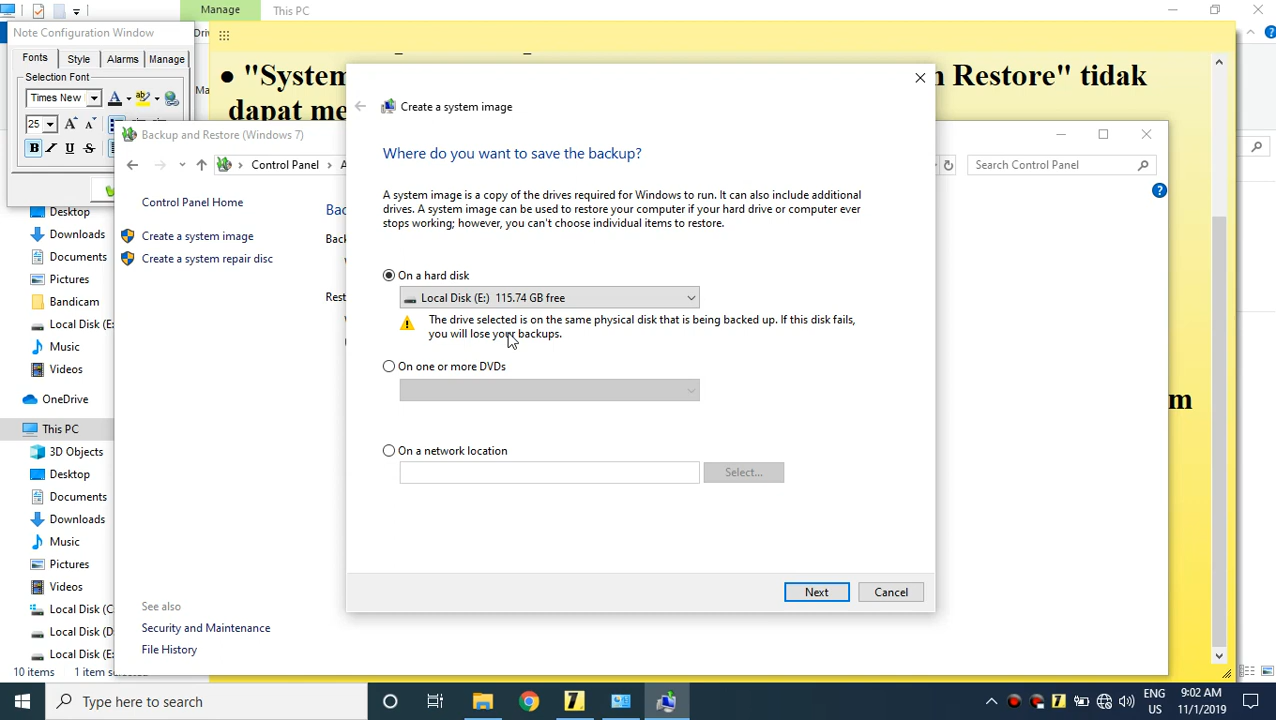 Manage
This PC
Note Configuration Window
Fonts Style Alarms Manage
Selection Font
Times New
25
• "System
n Restore" tidak
dapat me
m
Backup and Restore (Windows 7)
Control Panel
Search Control Panel
Control Panel Home
Create a system image
Create a system repair disc
See also
Security and Maintenance
File History
Create a system image
Where do you want to save the backup?
A system image is a copy of the drives required for Windows to run. It can also include additional
drives. A system image can be used to restore your computer if your hard drive or computer ever
stops working; however, you can't choose individual items to restore.
On a hard disk
Local Disk (E:) 115.74 GB free
The drive selected is on the same physical disk that is being backed up. If this disk fails,
you will lose your backups.
On one or more DVDs
On a network location
Select...
Next Cancel
Desktop
Downloads
Documents
Pictures
Bandicam
Local Disk (E:
Music
Videos
OneDrive
This PC
3D Objects
Desktop
Documents
Downloads
Music
Pictures
Videos
Local Disk (C
Local Disk (D
Local Disk (E:
10 items 1 item selected
Type here to search
ENG
US
9:02 AM
11/1/2019